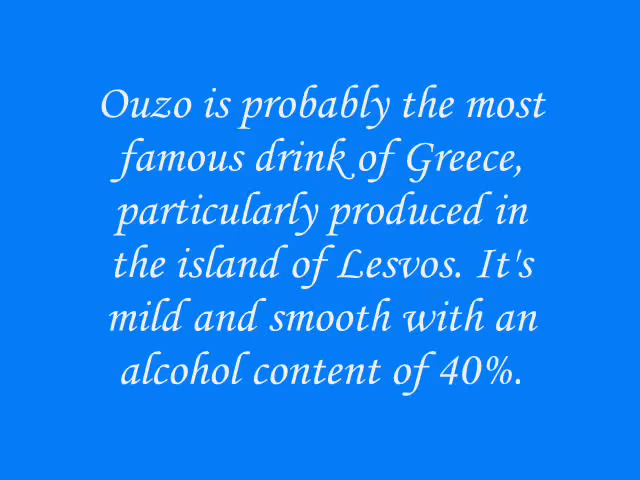 Ouzo is probably the most
famous drink of Greece,
particularly produced in
the island of Lesvos. It's
mild and smooth with an
alcohol content of 40%.